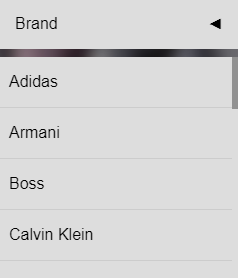 Brand ◀
Adidas
Armani
Boss
Calvin Klein